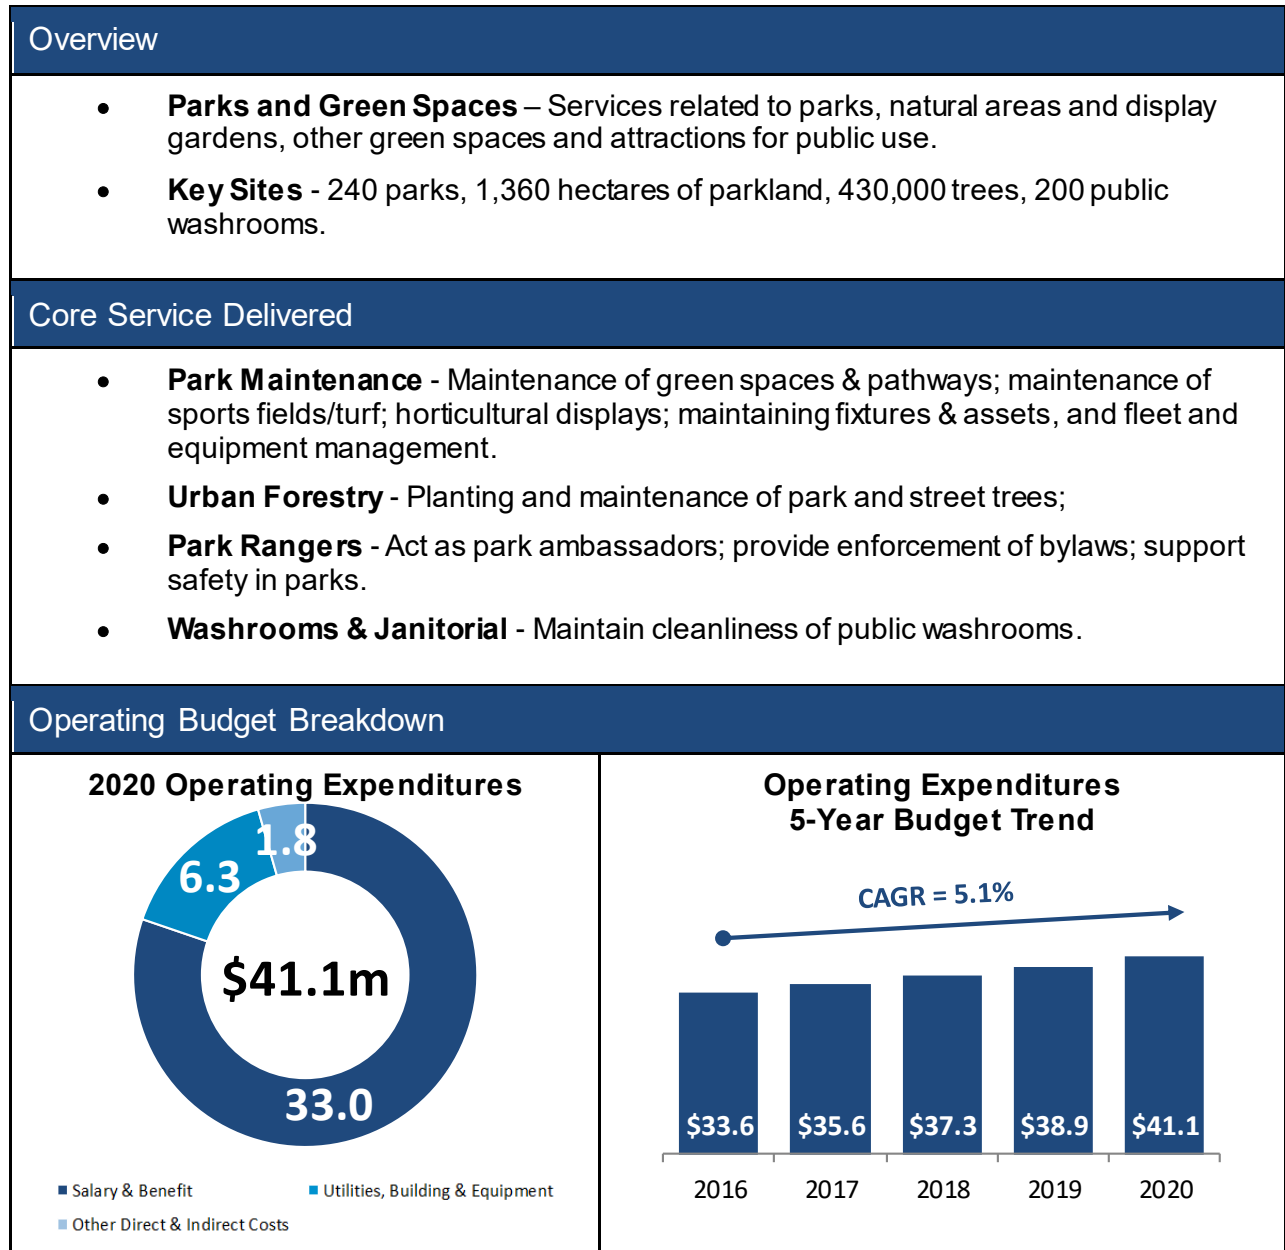 Overview
• Parks and Green Spaces – Services related to parks, natural areas and display
gardens, other green spaces and attractions for public use.
• Key Sites - 240 parks, 1,360 hectares of parkland, 430,000 trees, 200 public
washrooms.
Core Service Delivered
• Park Maintenance - Maintenance of green spaces & pathways; maintenance of
sports fields/turf; horticultural displays; maintaining fixtures & assets, and fleet and
equipment management.
• Urban Forestry - Planting and maintenance of park and street trees;
• Park Rangers - Act as park ambassadors; provide enforcement of bylaws; support
safety in parks.
• Washrooms & Janitorial - Maintain cleanliness of public washrooms.
Operating Budget Breakdown
2020 Operating Expenditures
1.8
6.3
$41.1m
33.0
Salary & Benefit
Utilities, Building & Equipment
Other Direct & Indirect Costs
Operating Expenditures
5-Year Budget Trend
CAGR = 5.1%
$33.6 $35.6 $37.3 $38.9 $41.1
2016 2017 2018 2019 2020